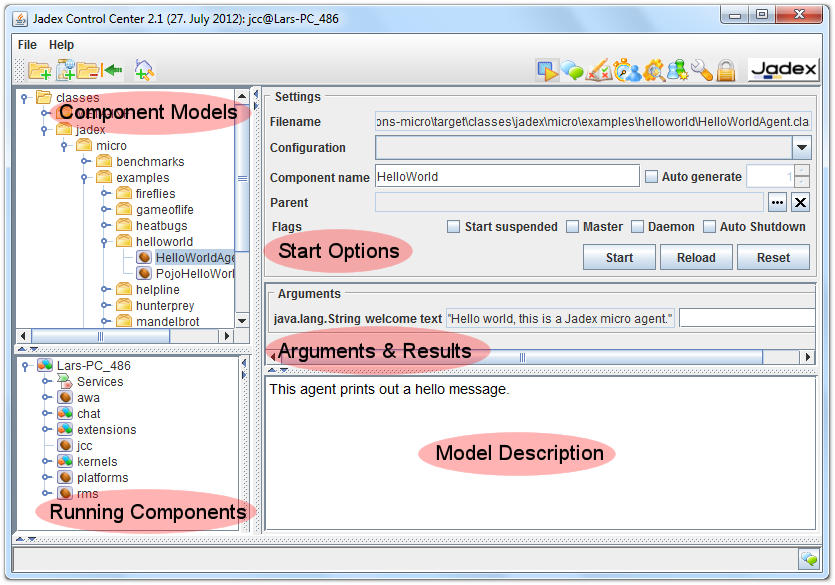 Jadex Control Center 2.1 (27. July 2012): jcc@Lars-PC_486
File Help
Jadex
classes
Component Models
jadex
micro
benchmarks
examples
fireflies
gameoflife
heatbugs
helloworld
HelloWorldAge
PojoHelloWorl
helpline
hunterprey
mandelbrot
Settings
Filename ons-micro\target\classes\jadex\micro\examples\helloworld\HelloWorldAgent.cla
Configuration
Component name HelloWorld Auto generate 1
Parent ...
Flags Start suspended Master Daemon Auto Shutdown
Start Options
Start Reload Reset
Arguments
java.lang.String welcome text "Hello world, this is a Jadex micro agent."
Arguments & Results
This agent prints out a hello message.
Model Description
Lars-PC_486
Services
awa
chat
extensions
jcc
kernels
platforms
rms
Running Components